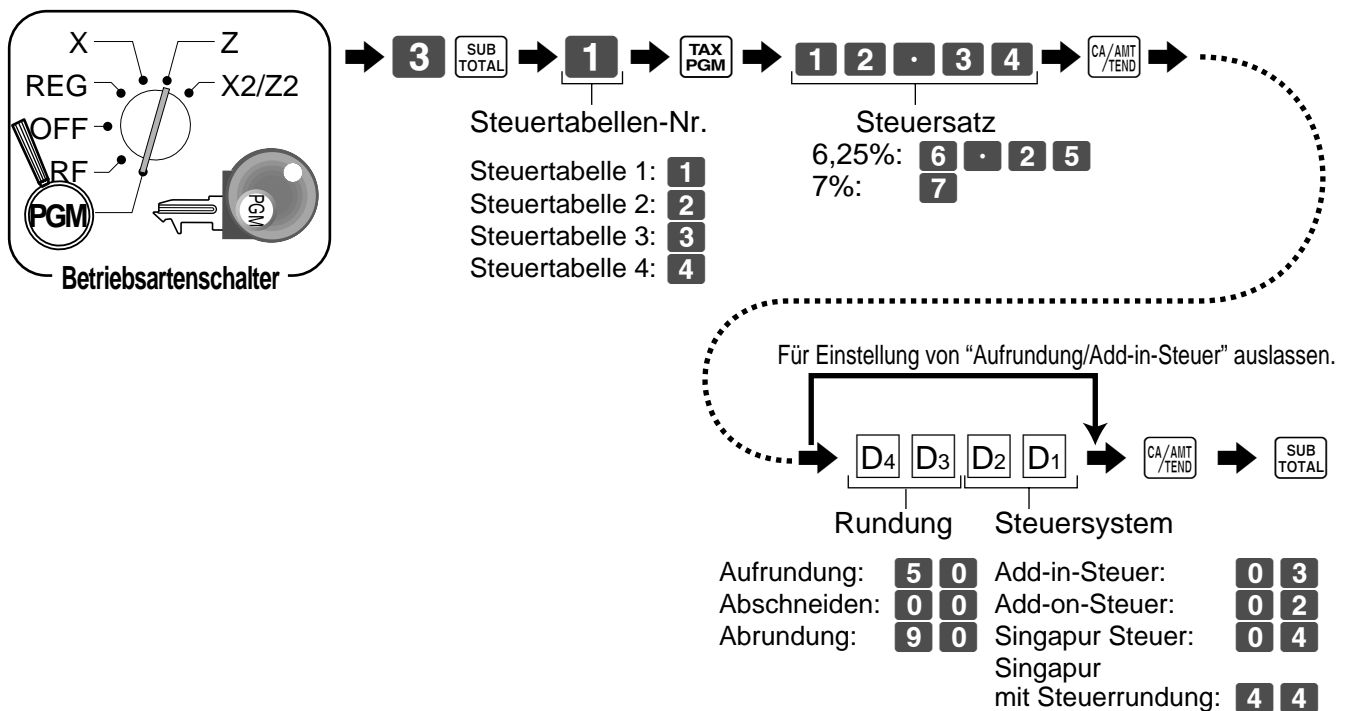 X Z
REG X2/Z2
OFF
RF
PGM PGM
Betriebsartenschalter
3 SUB TOTAL 1 TAX PGM 1 2 · 3 4 CA/AMT/TEND
Steuertabellen-Nr.
Steuertabelle 1: 1
Steuertabelle 2: 2
Steuertabelle 3: 3
Steuertabelle 4: 4
Steuersatz
6,25%: 6 · 2 5
7%: 7
Für Einstellung von “Aufrundung/Add-in-Steuer” auslassen.
D4 D3 D2 D1 CA/AMT/TEND SUB TOTAL
Rundung
Aufrundung: 5 0
Abschneiden: 0 0
Abrundung: 9 0
Steuersystem
Add-in-Steuer: 0 3
Add-on-Steuer: 0 2
Singapur Steuer: 0 4
Singapur
mit Steuerrundung: 4 4